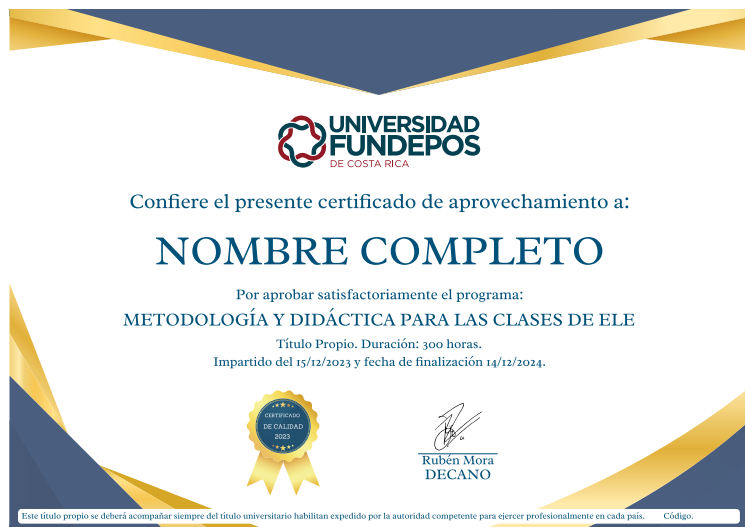 UNIVERSIDAD
FUNDEPOS
DE COSTA RICA
Confiere el presente certificado de aprovechamiento a:
NOMBRE COMPLETO
Por aprobar satisfactoriamente el programa:
METODOLOGÍA Y DIDÁCTICA PARA LAS CLASES DE ELE
Título Propio. Duración: 300 horas.
Impartido del 15/12/2023 y fecha de finalización 14/12/2024.
CERTIFICADO
DE CALIDAD
2023
Rubén Mora
DECANO
Este título propio se deberá acompañar siempre del título universitario habilitan expedido por la autoridad competente para ejercer profesionalmente en cada país. Código.